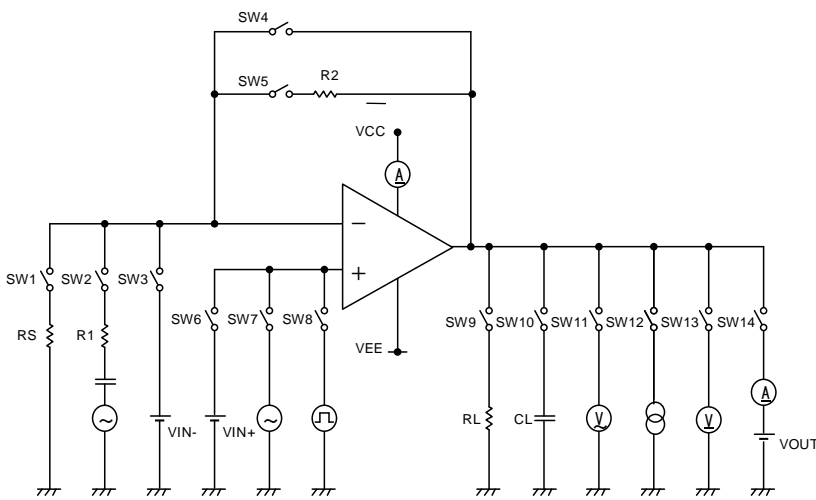 SW4
SW5
R2
VCC
A
−
+
SW1
SW2
SW3
SW6
SW7
SW8
VEE
SW9
SW10
SW11
SW12
SW13
SW14
RS
R1
VIN-
VIN+
RL
CL
V
V
A
VOUT